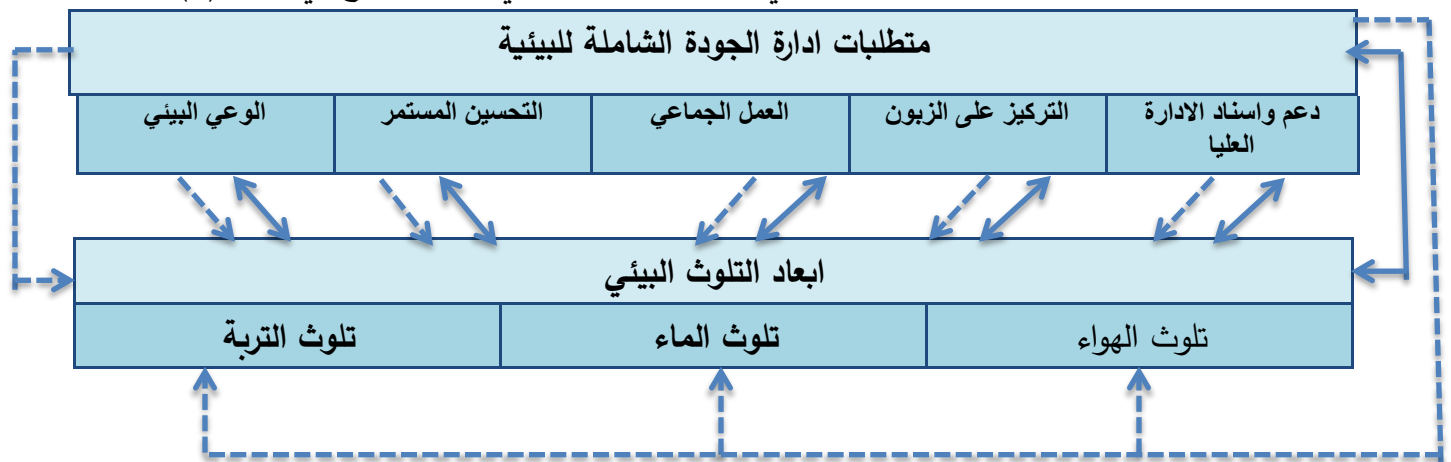 متطلبات ادارة الجودة الشاملة للبيئية
دعم واسناد الادارة
العليا
التركيز على الزبون
العمل الجماعي
التحسين المستمر
الوعي البيئي
ابعاد التلوث البيئي
تلوث الهواء
تلوث الماء
تلوث التربة